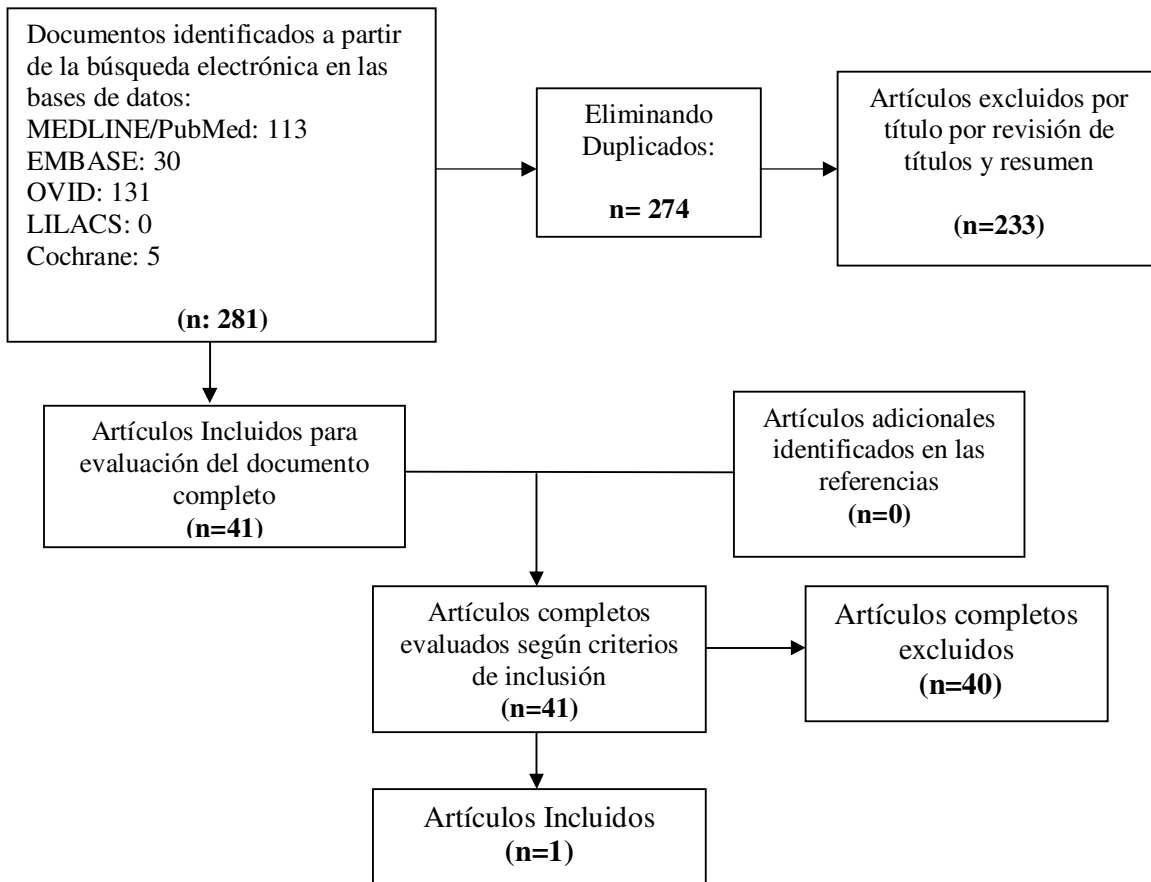 Documentos identificados a partir
de la búsqueda electrónica en las
bases de datos:
MEDLINE/PubMed: 113
EMBASE: 30
OVID: 131
LILACS: 0
Cochrane: 5
(n: 281)
Eliminando
Duplicados:
n= 274
Artículos excluidos por
título por revisión de
títulos y resumen
(n=233)
Artículos Incluidos para
evaluación del documento
completo
(n=41)
Artículos adicionales
identificados en las
referencias
(n=0)
Artículos completos
evaluados según criterios
de inclusión
(n=41)
Artículos completos
excluidos
(n=40)
Artículos Incluidos
(n=1)